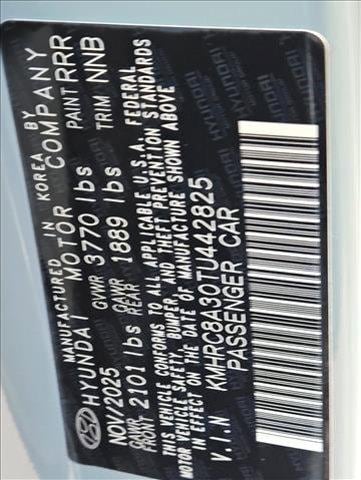 MANUFACTURED IN KOREA BY
HYUNDAI MOTOR COMPANY
NOV/2025 GVWR 3770 lbs PAINT RRR
GAWR FRONT 2101 lbs GAWR REAR 1889 lbs TRIM NNB
THIS VEHICLE CONFORMS TO ALL APPLICABLE U.S.A. FEDERAL
MOTOR VEHICLE SAFETY, BUMPER, AND THEFT PREVENTION STANDARDS
IN EFFECT ON THE DATE OF MANUFACTURE SHOWN ABOVE
V.I.N KMHRC8A30TU442825
PASSENGER CAR